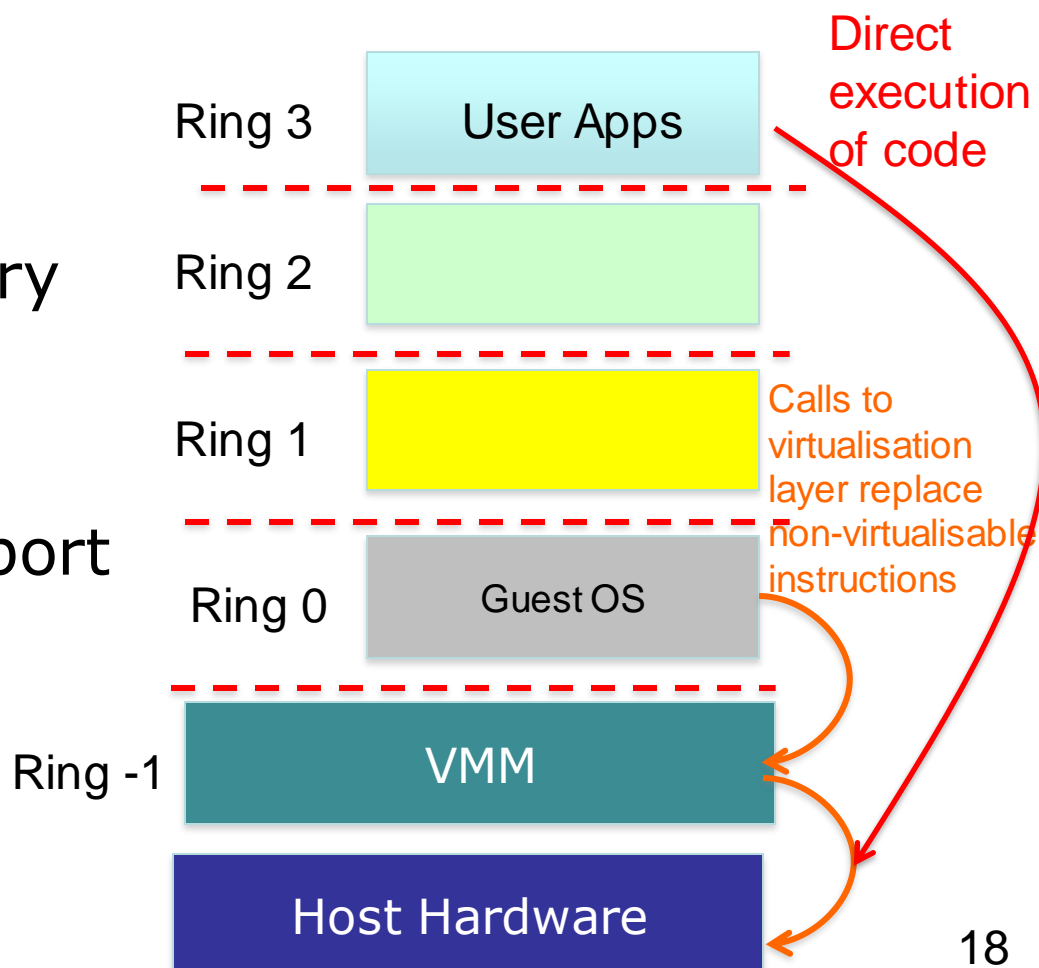 Direct
execution
of code
Ring 3
User Apps
ry
Ring 2
Ring 1
Calls to
virtualisation
layer replace
non-virtualisable
instructions
port
Ring 0
Guest OS
Ring -1
VMM
Host Hardware
18